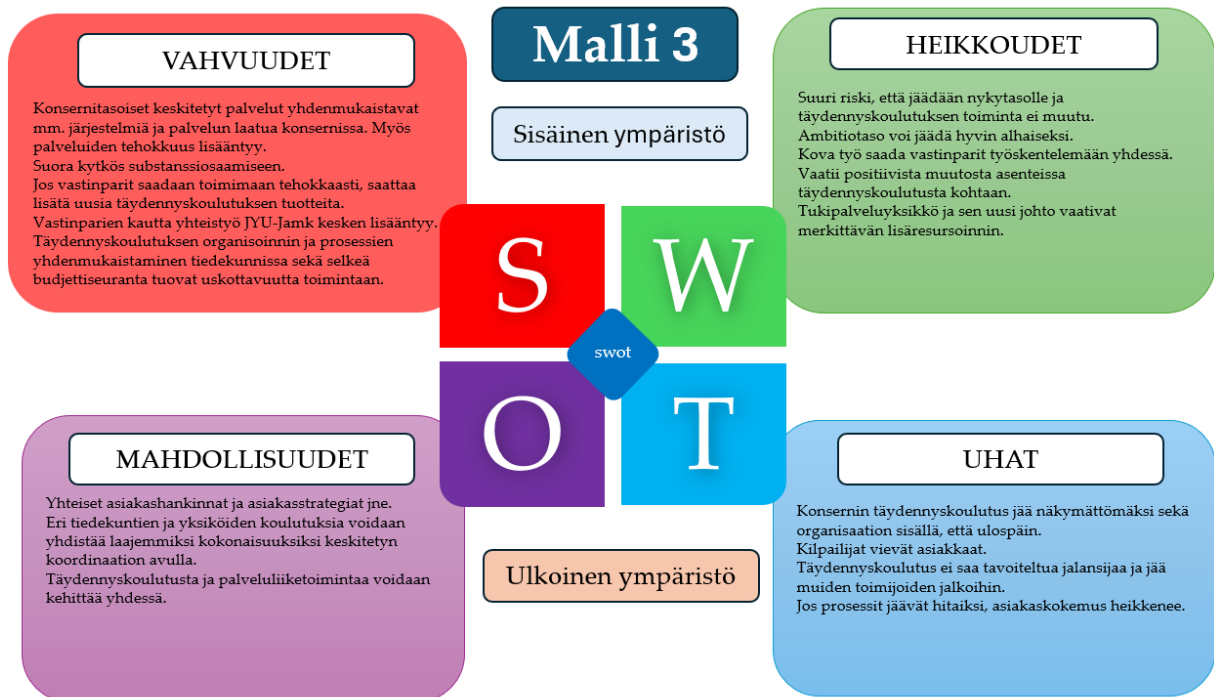 Malli 3
Sisäinen ympäristö
VAHVUUDET
Konsernitasoiset keskitetyt palvelut yhdenmukaistavat
mm. järjestelmiä ja palvelun laatua konsernissa. Myös
palveluiden tehokkuus lisääntyy.
Suora kytkös substanssiosaamiseen.
Jos vastinparit saadaan toimimaan tehokkaasti, saattaa
lisätä uusia täydennyskoulutuksen tuotteita.
Vastinparien kautta yhteistyö JYU-Jamk kesken lisääntyy.
Täydennyskoulutuksen organisoinnin ja prosessien
yhdenmukaistaminen tiedekunnissa sekä selkeä
budjettiseuranta tuovat uskottavuutta toimintaan.
HEIKKOUDET
Suuri riski, että jäädään nykytasolle ja
täydennyskoulutuksen toiminta ei muutu.
Ambitiotaso voi jäädä hyvin alhaiseksi.
Kova työ saada vastinparit työskentelemään yhdessä.
Vaatii positiivista muutosta asenteissa
täydennyskoulutusta kohtaan.
Tukipalveluyksikkö ja sen uusi johto vaativat
merkittävän lisäresursoinnin.
S
W
swot
O
T
MAHDOLLISUUDET
Yhteiset asiakashankinnat ja asiakasstrategiat jne.
Eri tiedekuntien ja yksiköiden koulutuksia voidaan
yhdistää laajemmiksi kokonaisuuksiksi keskitetyn
koordinaation avulla.
Täydennyskoulutusta ja palveluliiketoimintaa voidaan
kehittää yhdessä.
UHAT
Konsernin täydennyskoulutus jää näkymättömäksi sekä
organisaation sisällä, että ulospäin.
Kilpailijat vievät asiakkaat.
Täydennyskoulutus ei saa tavoiteltua jalansijaa ja jää
muiden toimijoiden jalkoihin.
Jos prosessit jäävät hitaiksi, asiakaskokemus heikkenee.
Ulkoinen ympäristö